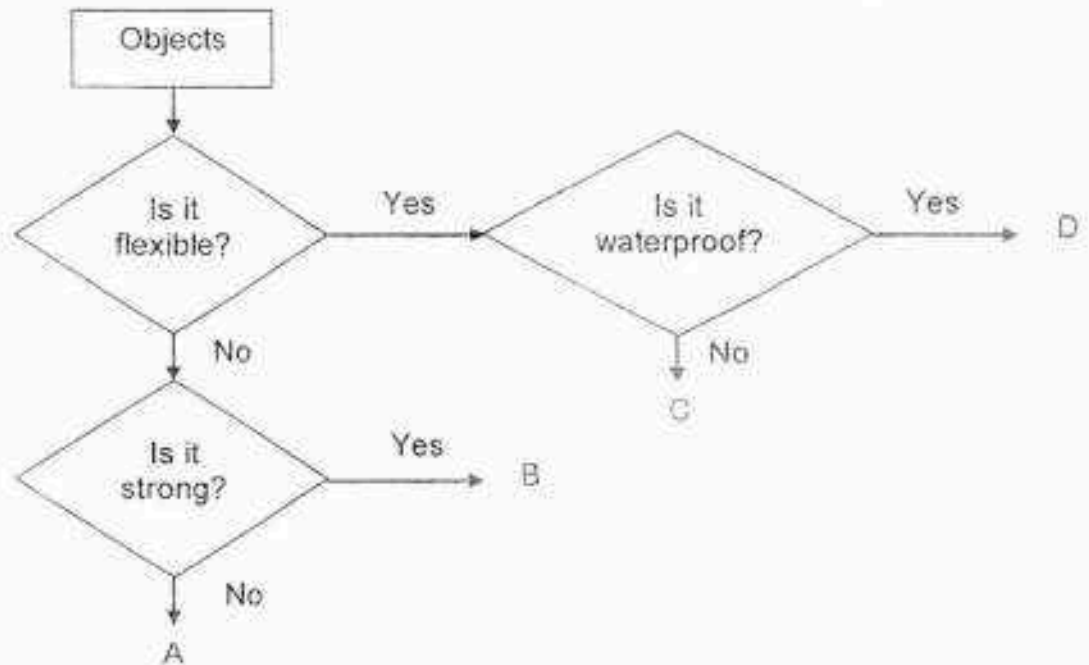 Objects
Is it
flexible?
Yes
Is it
waterproof?
Yes
D
No
No
C
Is it
strong?
Yes
B
No
A